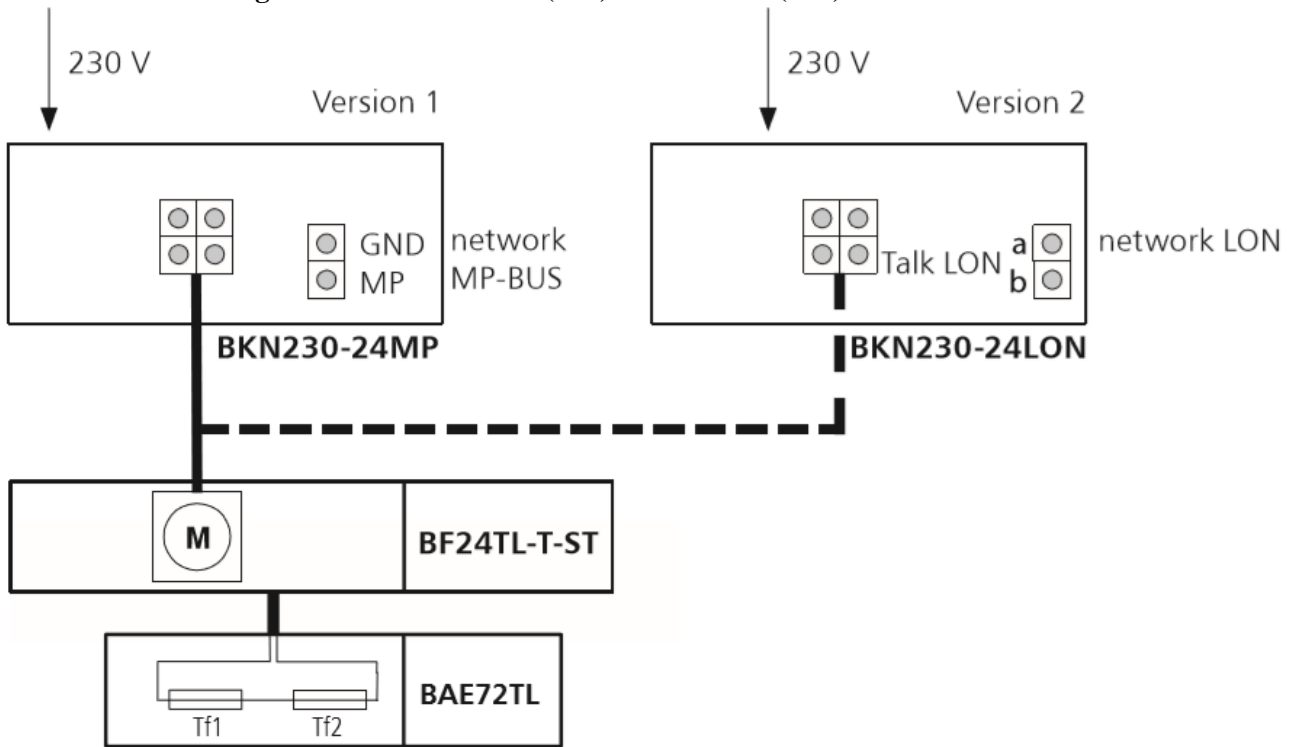 230 V
230 V
Version 1
Version 2
GND
MP
network
MP-BUS
Talk LON
a
b
network LON
BKN230-24MP
BKN230-24LON
M
BF24TL-T-ST
Tf1
Tf2
BAE72TL